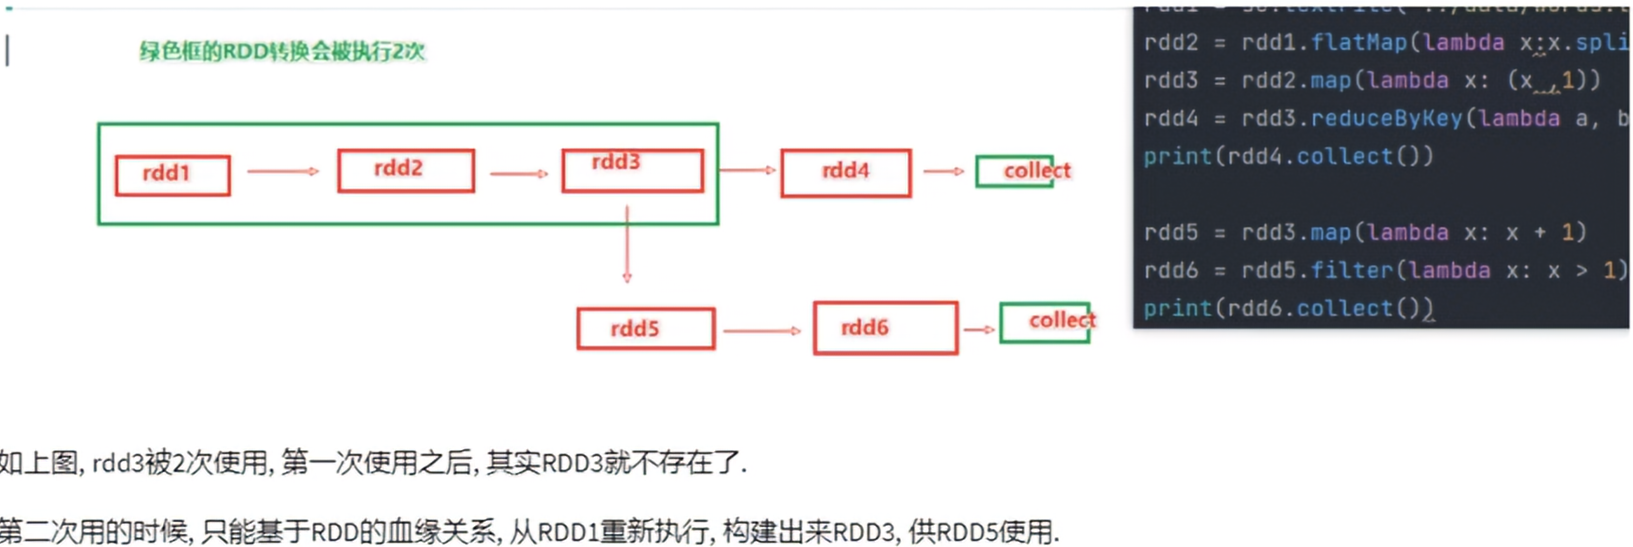 绿色框的RDD转换会被执行2次
rdd1
rdd2
rdd3
rdd4
collect
rdd5
rdd6
collect
rdd2 = rdd1.flatMap(lambda x:x.spli
rdd3 = rdd2.map(lambda x: (x ,1))
rdd4 = rdd3.reduceByKey(lambda a, b
print(rdd4.collect())
rdd5 = rdd3.map(lambda x: x + 1)
rdd6 = rdd5.filter(lambda x: x > 1)
print(rdd6.collect())
如上图, rdd3被2次使用, 第一次使用之后, 其实RDD3就不存在了.
第二次用的时候, 只能基于RDD的血缘关系, 从RDD1重新执行, 构建出来RDD3, 供RDD5使用.